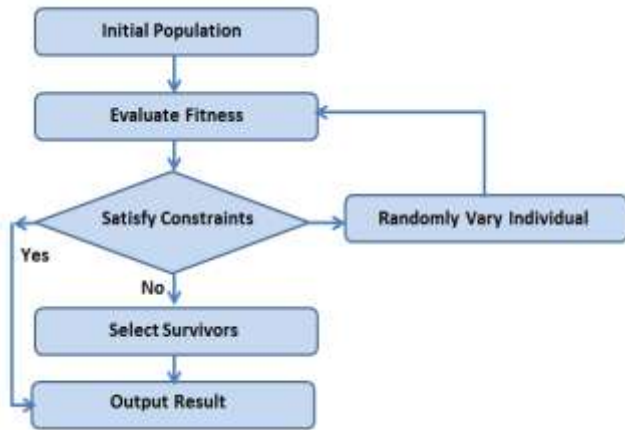 Initial Population
Evaluate Fitness
Satisfy Constraints
Randomly Vary Individual
Yes
No
Select Survivors
Output Result